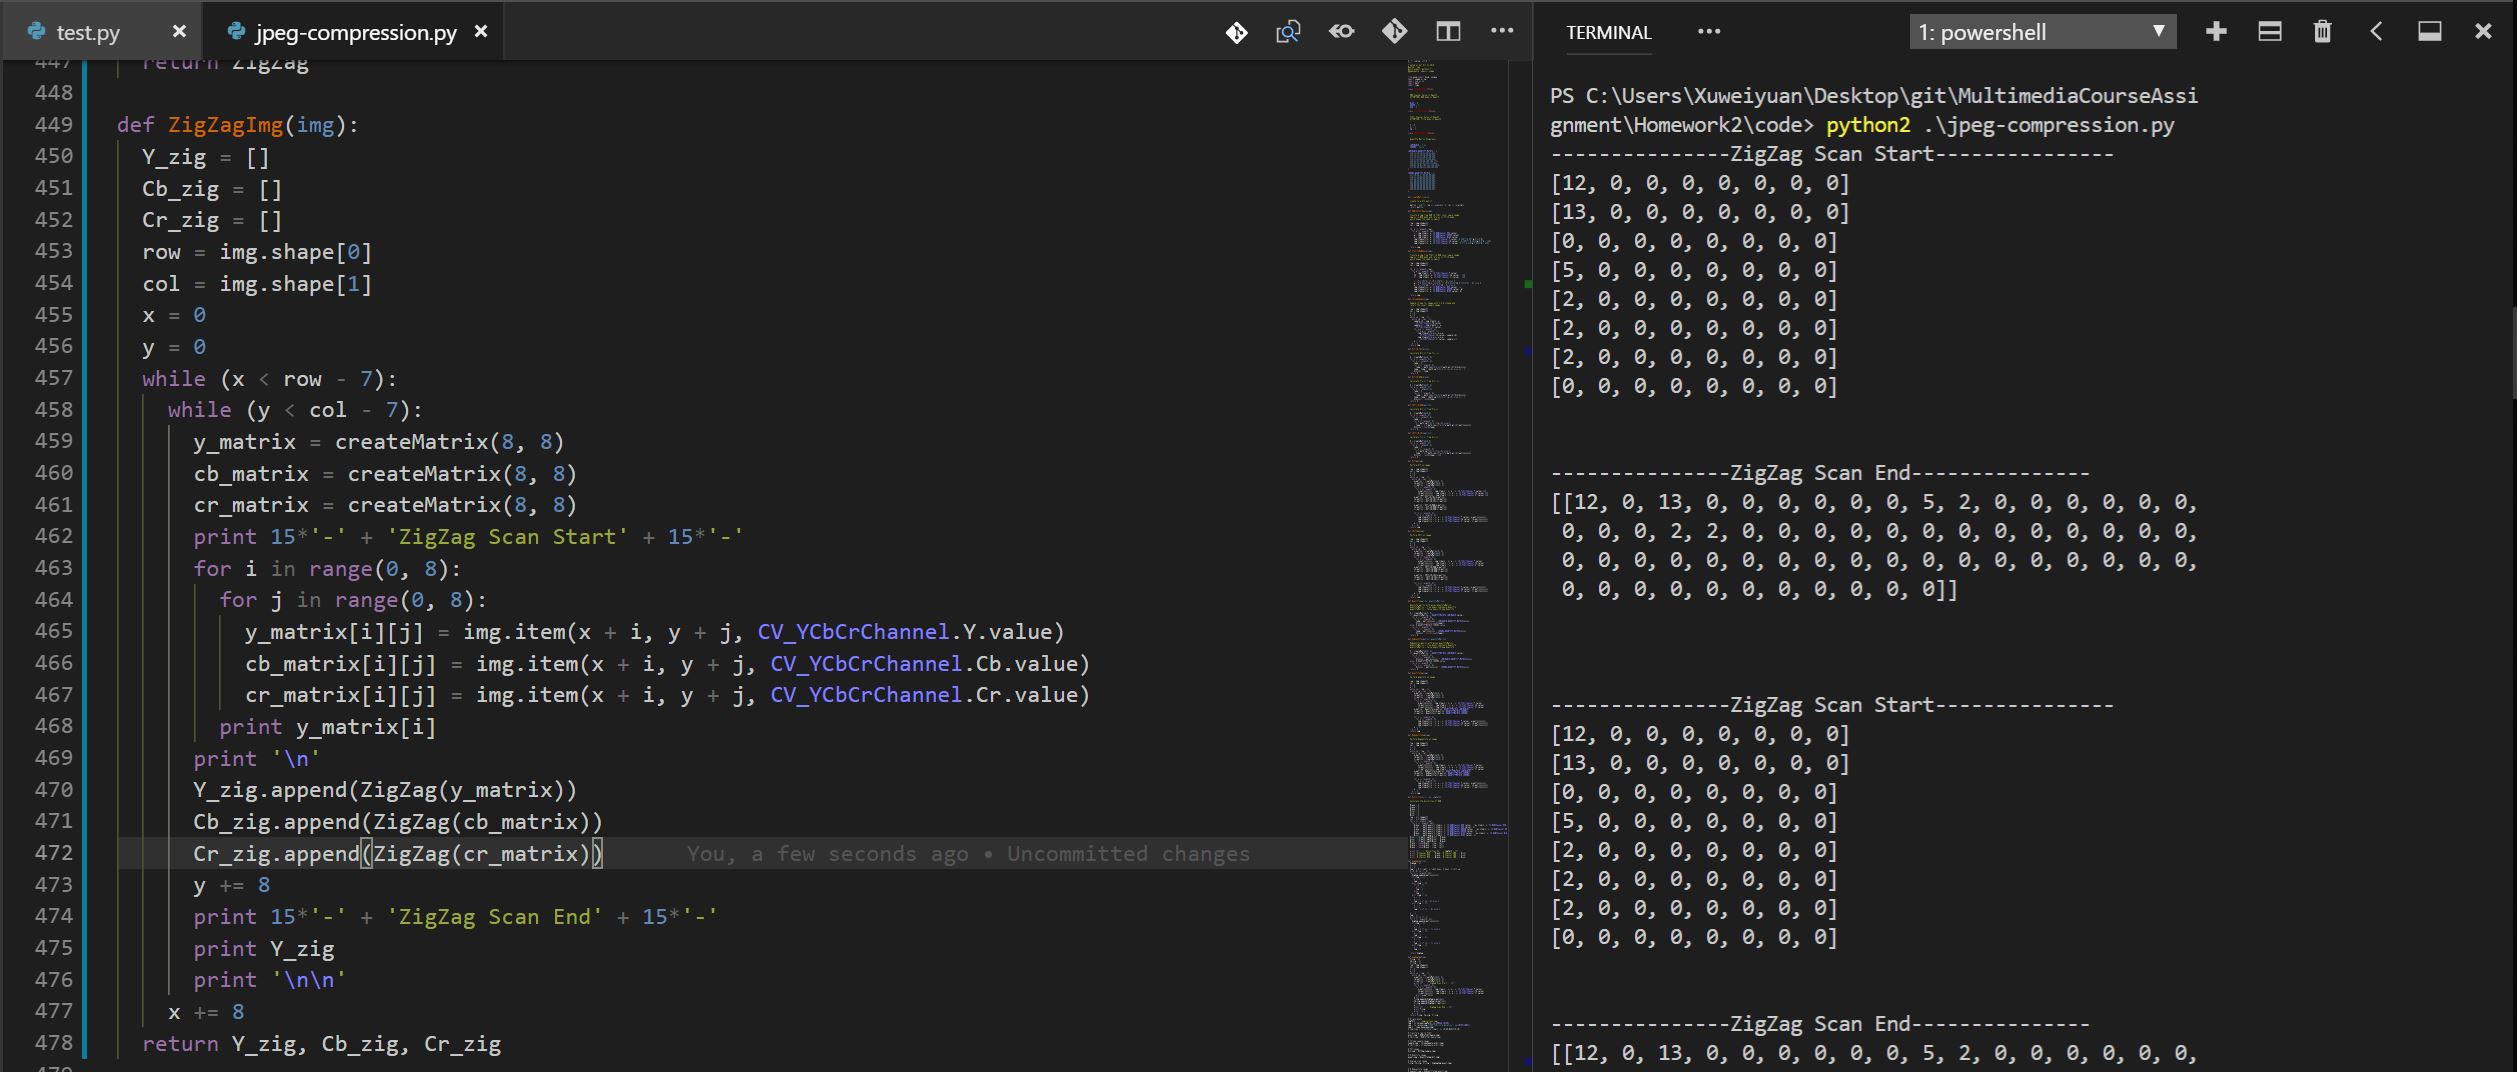 test.py
jpeg-compression.py
447 return ZigZag
448
449 def ZigZagImg(img):
450 Y_zig = []
451 Cb_zig = []
452 Cr_zig = []
453 row = img.shape[0]
454 col = img.shape[1]
455 x = 0
456 y = 0
457 while (x < row - 7):
458 while (y < col - 7):
459 y_matrix = createMatrix(8, 8)
460 cb_matrix = createMatrix(8, 8)
461 cr_matrix = createMatrix(8, 8)
462 print 15*'-' + 'ZigZag Scan Start' + 15*'-'
463 for i in range(0, 8):
464 for j in range(0, 8):
465 y_matrix[i][j] = img.item(x + i, y + j, CV_YCbCrChannel.Y.value)
466 cb_matrix[i][j] = img.item(x + i, y + j, CV_YCbCrChannel.Cb.value)
467 cr_matrix[i][j] = img.item(x + i, y + j, CV_YCbCrChannel.Cr.value)
468 print y_matrix[i]
469 print '\n'
470 Y_zig.append(ZigZag(y_matrix))
471 Cb_zig.append(ZigZag(cb_matrix))
472 Cr_zig.append(ZigZag(cr_matrix)) You, a few seconds ago • Uncommitted changes
473 y += 8
474 print 15*'-' + 'ZigZag Scan End' + 15*'-'
475 print Y_zig
476 print '\n\n'
477 x += 8
478 return Y_zig, Cb_zig, Cr_zig
TERMINAL
1: powershell
PS C:\Users\Xuweiyuan\Desktop\git\MultimediaCourseAssi
gnment\Homework2\code> python2 .\jpeg-compression.py
---------------ZigZag Scan Start---------------
[12, 0, 0, 0, 0, 0, 0, 0]
[13, 0, 0, 0, 0, 0, 0, 0]
[0, 0, 0, 0, 0, 0, 0, 0]
[5, 0, 0, 0, 0, 0, 0, 0]
[2, 0, 0, 0, 0, 0, 0, 0]
[2, 0, 0, 0, 0, 0, 0, 0]
[2, 0, 0, 0, 0, 0, 0, 0]
[0, 0, 0, 0, 0, 0, 0, 0]
---------------ZigZag Scan End---------------
[[12, 0, 13, 0, 0, 0, 0, 0, 0, 5, 2, 0, 0, 0, 0, 0, 0,
0, 0, 0, 2, 2, 0, 0, 0, 0, 0, 0, 0, 0, 0, 0, 0, 0, 0,
0, 0, 0, 0, 0, 0, 0, 0, 0, 0, 0, 0, 0, 0, 0, 0, 0, 0,
0, 0, 0, 0, 0, 0, 0, 0, 0, 0, 0]]
---------------ZigZag Scan Start---------------
[12, 0, 0, 0, 0, 0, 0, 0]
[13, 0, 0, 0, 0, 0, 0, 0]
[0, 0, 0, 0, 0, 0, 0, 0]
[5, 0, 0, 0, 0, 0, 0, 0]
[2, 0, 0, 0, 0, 0, 0, 0]
[2, 0, 0, 0, 0, 0, 0, 0]
[2, 0, 0, 0, 0, 0, 0, 0]
[0, 0, 0, 0, 0, 0, 0, 0]
---------------ZigZag Scan End---------------
[[12, 0, 13, 0, 0, 0, 0, 0, 0, 5, 2, 0, 0, 0, 0, 0, 0,